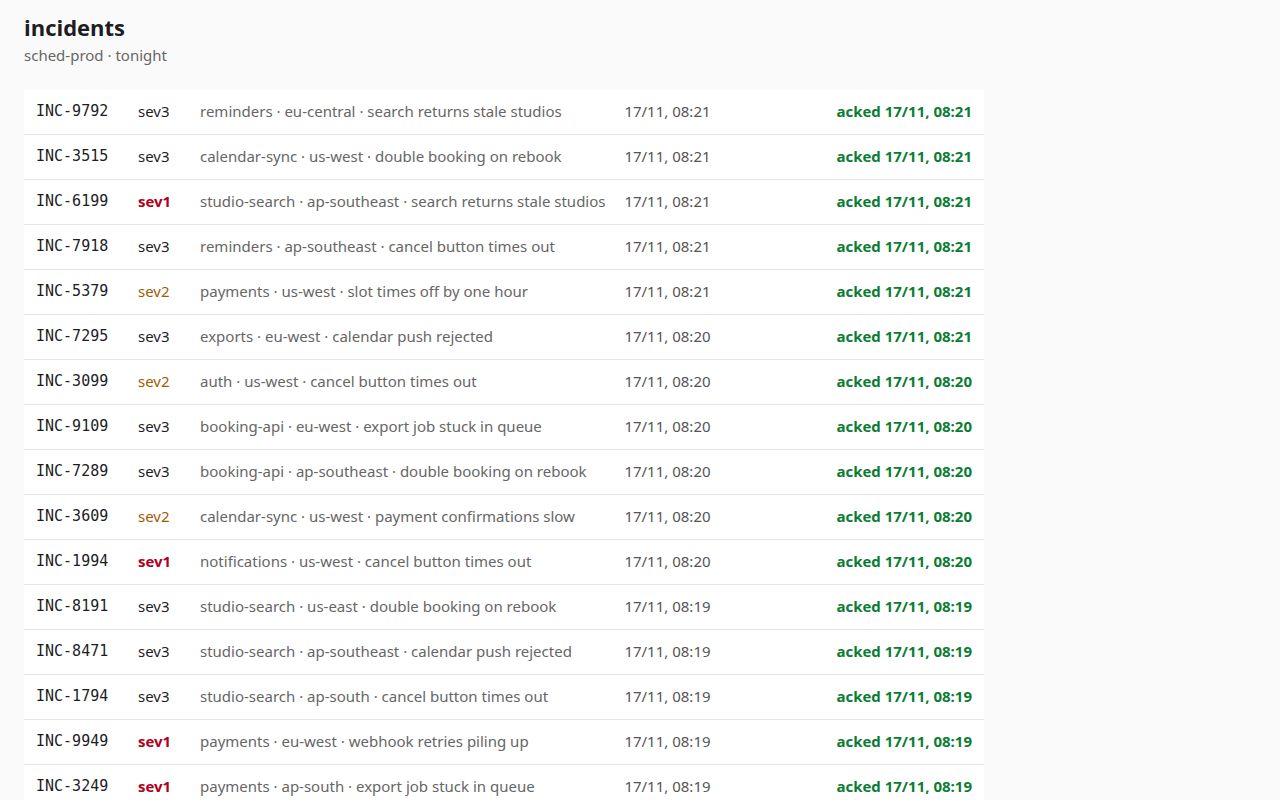 incidents
sched-prod · tonight
INC-9792 sev3 reminders · eu-central · search returns stale studios 17/11, 08:21 acked 17/11, 08:21
INC-3515 sev3 calendar-sync · us-west · double booking on rebook 17/11, 08:21 acked 17/11, 08:21
INC-6199 sev1 studio-search · ap-southeast · search returns stale studios 17/11, 08:21 acked 17/11, 08:21
INC-7918 sev3 reminders · ap-southeast · cancel button times out 17/11, 08:21 acked 17/11, 08:21
INC-5379 sev2 payments · us-west · slot times off by one hour 17/11, 08:21 acked 17/11, 08:21
INC-7295 sev3 exports · eu-west · calendar push rejected 17/11, 08:20 acked 17/11, 08:21
INC-3099 sev2 auth · us-west · cancel button times out 17/11, 08:20 acked 17/11, 08:20
INC-9109 sev3 booking-api · eu-west · export job stuck in queue 17/11, 08:20 acked 17/11, 08:20
INC-7289 sev3 booking-api · ap-southeast · double booking on rebook 17/11, 08:20 acked 17/11, 08:20
INC-3609 sev2 calendar-sync · us-west · payment confirmations slow 17/11, 08:20 acked 17/11, 08:20
INC-1994 sev1 notifications · us-west · cancel button times out 17/11, 08:20 acked 17/11, 08:20
INC-8191 sev3 studio-search · us-east · double booking on rebook 17/11, 08:19 acked 17/11, 08:19
INC-8471 sev3 studio-search · ap-southeast · calendar push rejected 17/11, 08:19 acked 17/11, 08:19
INC-1794 sev3 studio-search · ap-south · cancel button times out 17/11, 08:19 acked 17/11, 08:19
INC-9949 sev1 payments · eu-west · webhook retries piling up 17/11, 08:19 acked 17/11, 08:19
INC-3249 sev1 payments · ap-south · export job stuck in queue 17/11, 08:19 acked 17/11, 08:19